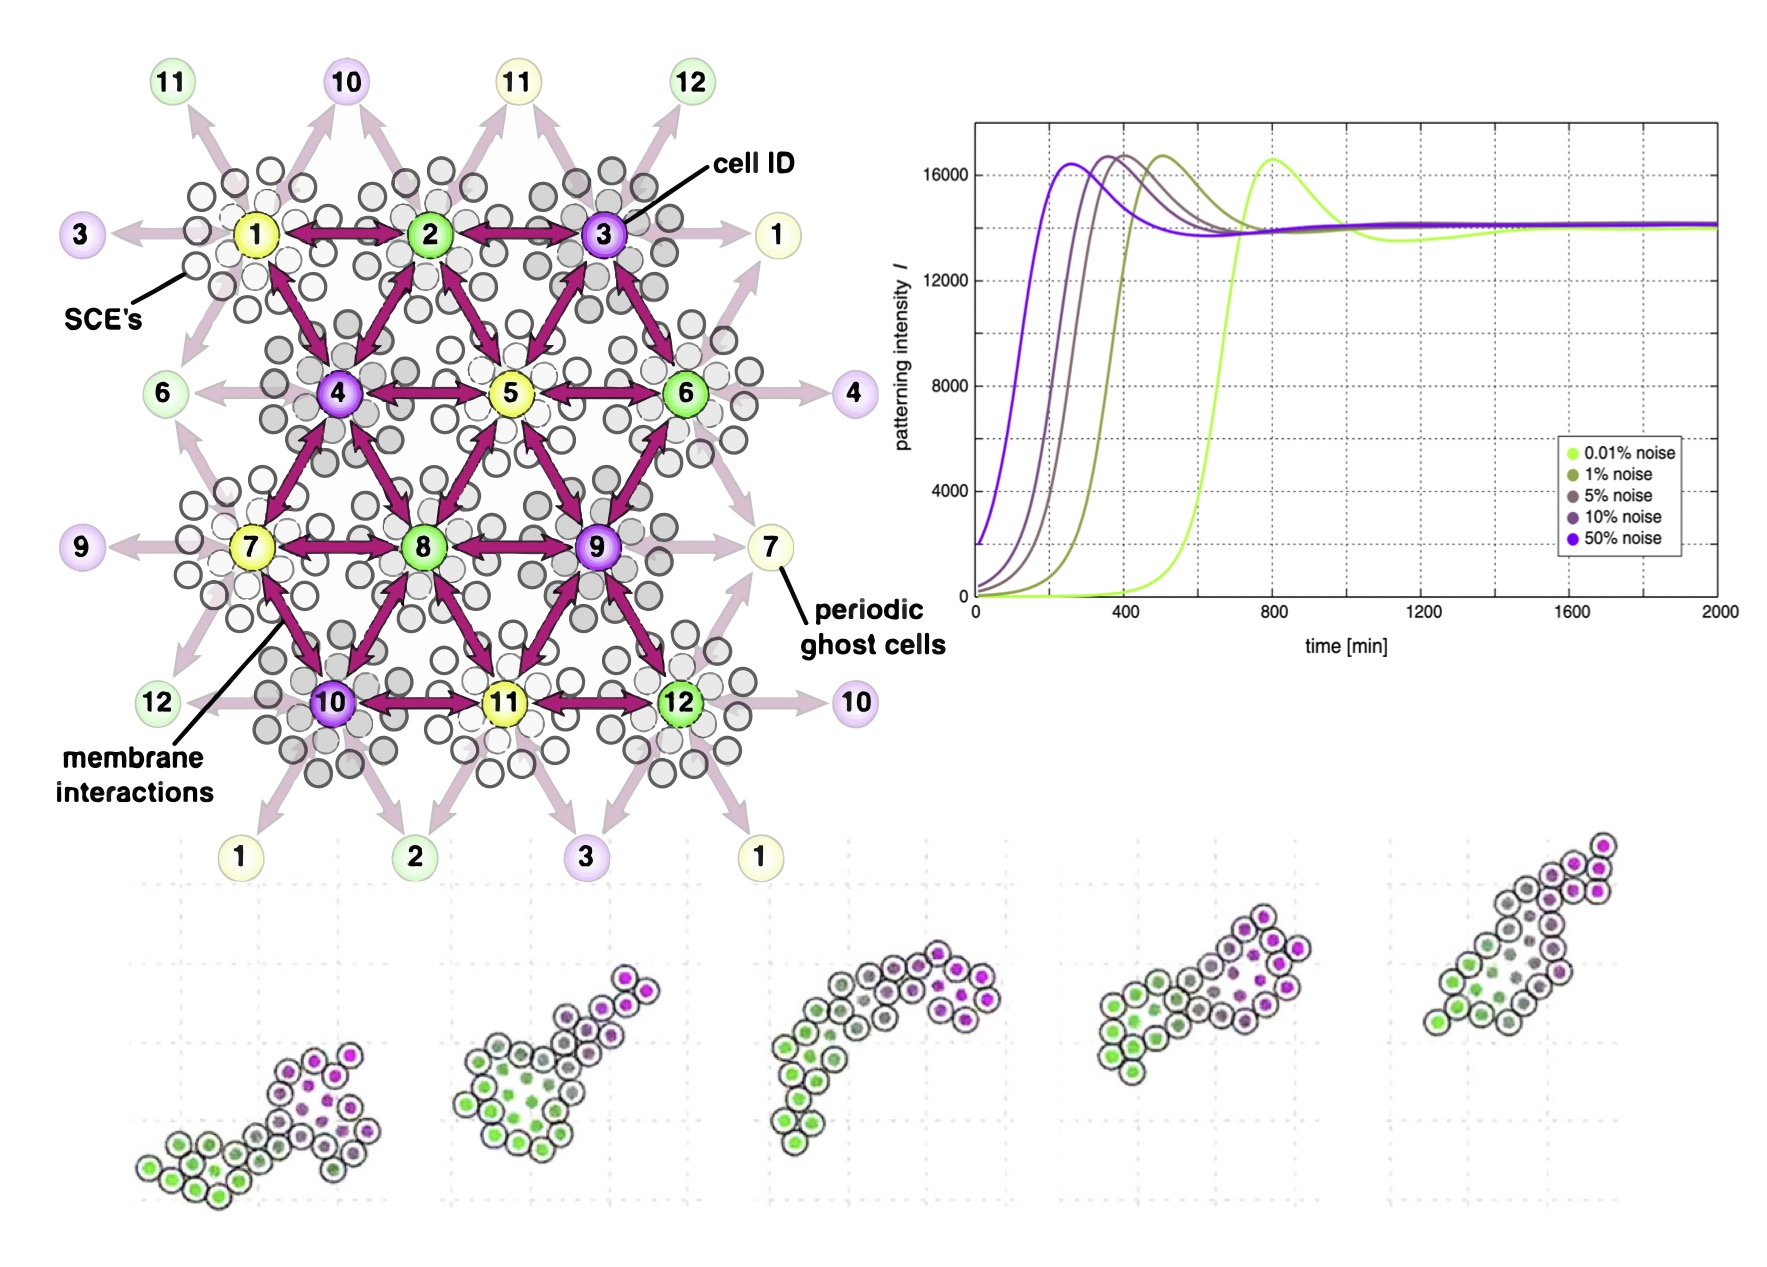 11 10 11 12
cell ID
3 1 2 3 1
SCE's
6 4 5 6 4
9 7 8 9 7
periodic
ghost cells
12 10 11 12 10
membrane
interactions
1 2 3 1
patterning intensity I
16000
12000
8000
4000
0
0 400 800 1200 1600 2000
time [min]
0.01% noise
1% noise
5% noise
10% noise
50% noise